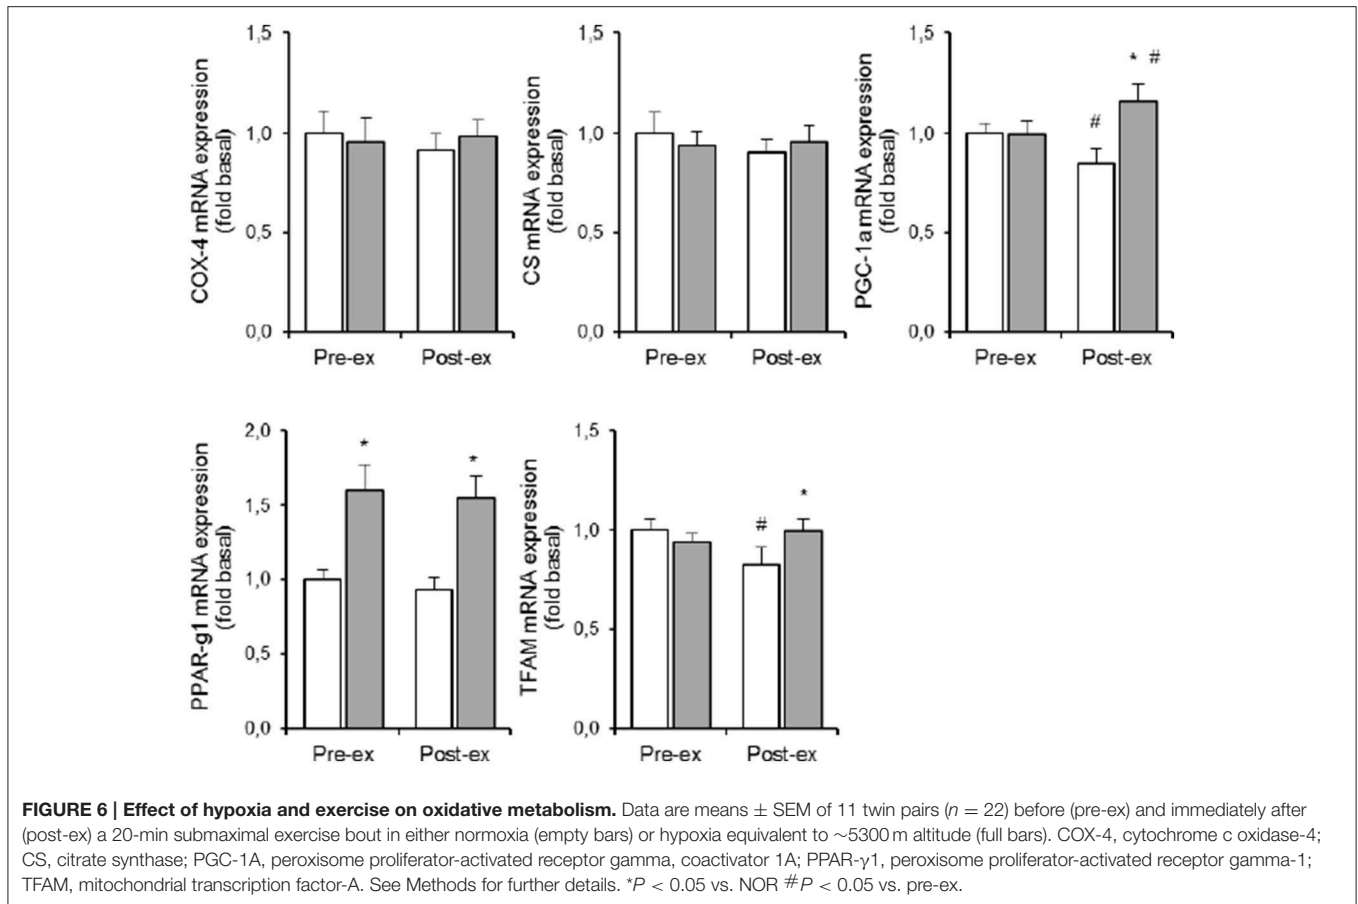 COX-4 mRNA expression
(fold basal)
1,5
1,0
0,5
0,0
Pre-ex Post-ex
CS mRNA expression
(fold basal)
1,5
1,0
0,5
0,0
Pre-ex Post-ex
PGC-1a mRNA expression
(fold basal)
1,5
1,0
0,5
0,0
#
* #
Pre-ex Post-ex
PPAR-g1 mRNA expression
(fold basal)
2,0
1,5
1,0
0,5
0,0
*
*
Pre-ex Post-ex
TFAM mRNA expression
(fold basal)
1,5
1,0
0,5
0,0
#
*
Pre-ex Post-ex
FIGURE 6 | Effect of hypoxia and exercise on oxidative metabolism. Data are means ± SEM of 11 twin pairs (n = 22) before (pre-ex) and immediately after
(post-ex) a 20-min submaximal exercise bout in either normoxia (empty bars) or hypoxia equivalent to ~5300 m altitude (full bars). COX-4, cytochrome c oxidase-4;
CS, citrate synthase; PGC-1A, peroxisome proliferator-activated receptor gamma, coactivator 1A; PPAR-γ1, peroxisome proliferator-activated receptor gamma-1;
TFAM, mitochondrial transcription factor-A. See Methods for further details. *P < 0.05 vs. NOR #P < 0.05 vs. pre-ex.